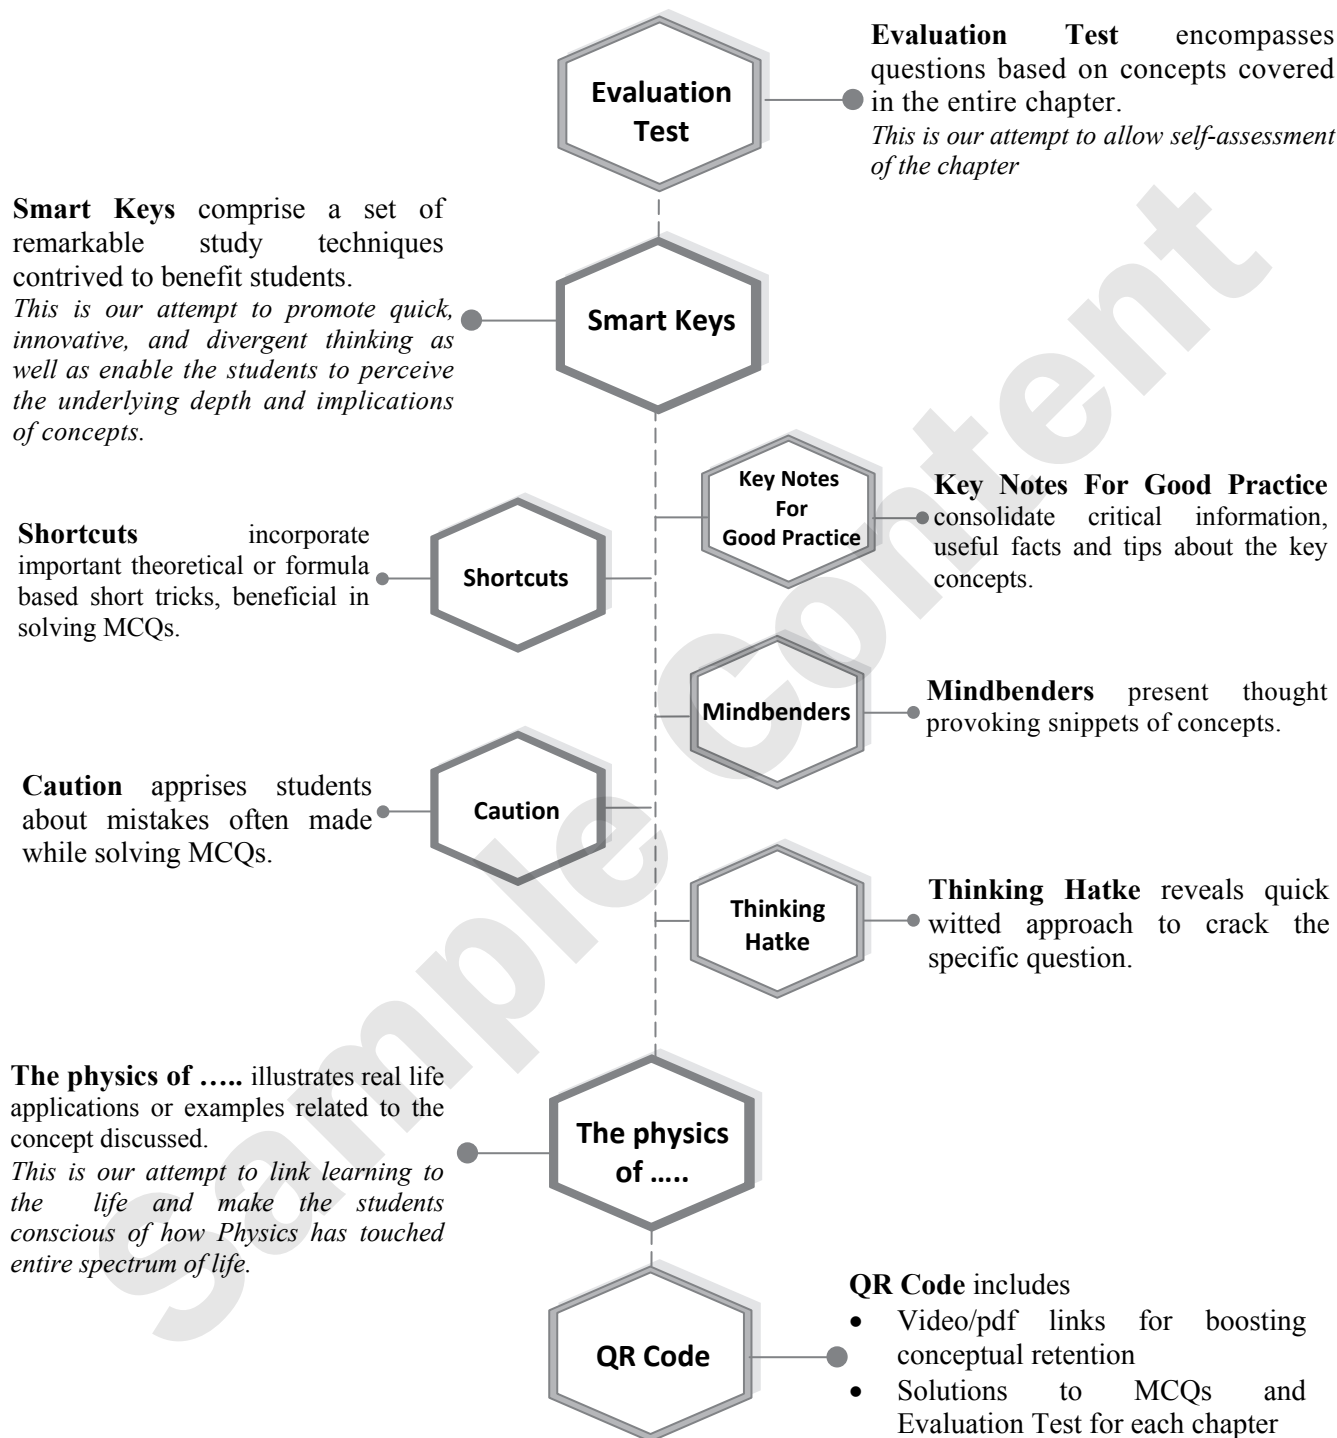 Evaluation
Test
Evaluation Test encompasses
questions based on concepts covered
in the entire chapter.
This is our attempt to allow self-assessment
of the chapter
Smart Keys comprise a set of
remarkable study techniques
contrived to benefit students.
This is our attempt to promote quick,
innovative, and divergent thinking as
well as enable the students to perceive
the underlying depth and implications
of concepts.
Smart Keys
Key Notes
For
Good Practice
Key Notes For Good Practice
consolidate critical information,
useful facts and tips about the key
concepts.
Shortcuts incorporate
important theoretical or formula
based short tricks, beneficial in
solving MCQs.
Shortcuts
Mindbenders
Mindbenders present thought
provoking snippets of concepts.
Caution apprises students
about mistakes often made
while solving MCQs.
Caution
Thinking
Hatke
Thinking Hatke reveals quick
witted approach to crack the
specific question.
The physics of ….. illustrates real life
applications or examples related to the
concept discussed.
This is our attempt to link learning to
the life and make the students
conscious of how Physics has touched
entire spectrum of life.
The physics
of …..
QR Code
QR Code includes
• Video/pdf links for boosting
conceptual retention
• Solutions to MCQs and
Evaluation Test for each chapter
Sample Content